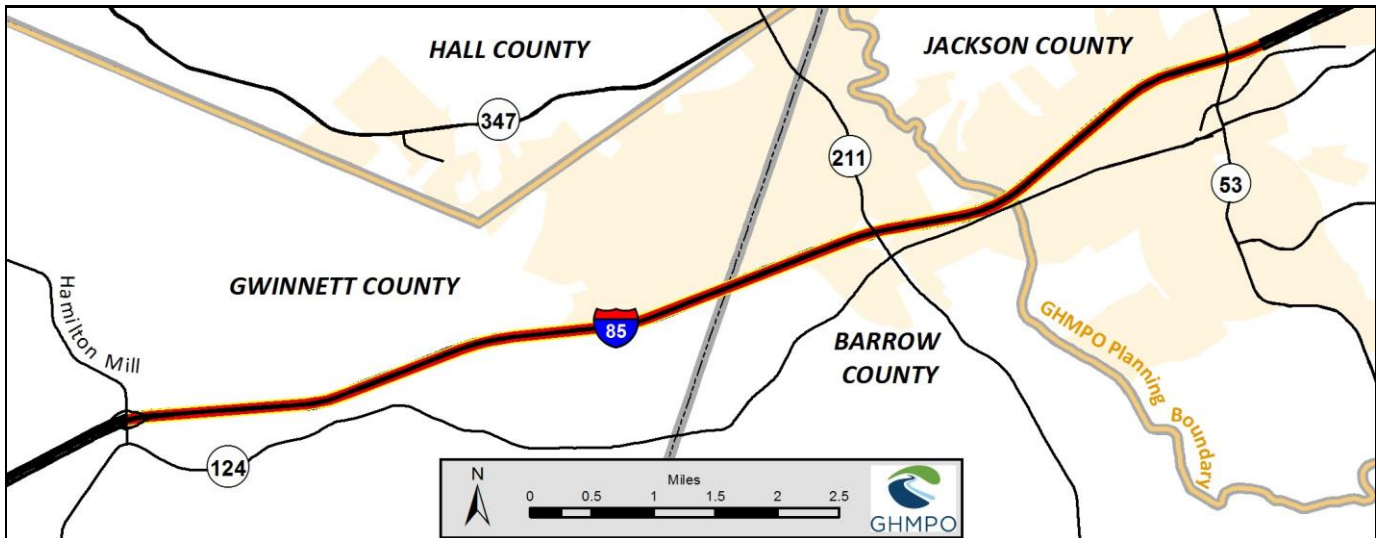 HALL COUNTY
JACKSON COUNTY
347
211
53
Hamilton Mill
GWINNETT COUNTY
85
BARROW
COUNTY
GHMPO Planning Boundary
124
N
Miles
0 0.5 1 1.5 2 2.5
GHMPO